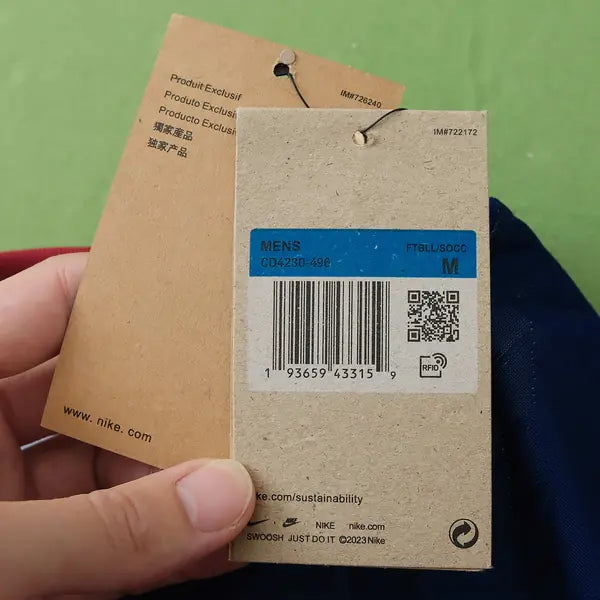 Produit Exclusif
Produto Exclusi
Producto Exclusi
獨家產品
独家产品
IM#726240
www. nike. com
IM#722172
MENS
CD4230-496
FTBLL/SOCC
M
1 93659 43315 9
RFID
ke.com/sustainability
NIKE nike.com
SWOOSH JUST DO IT ©2023 Nike